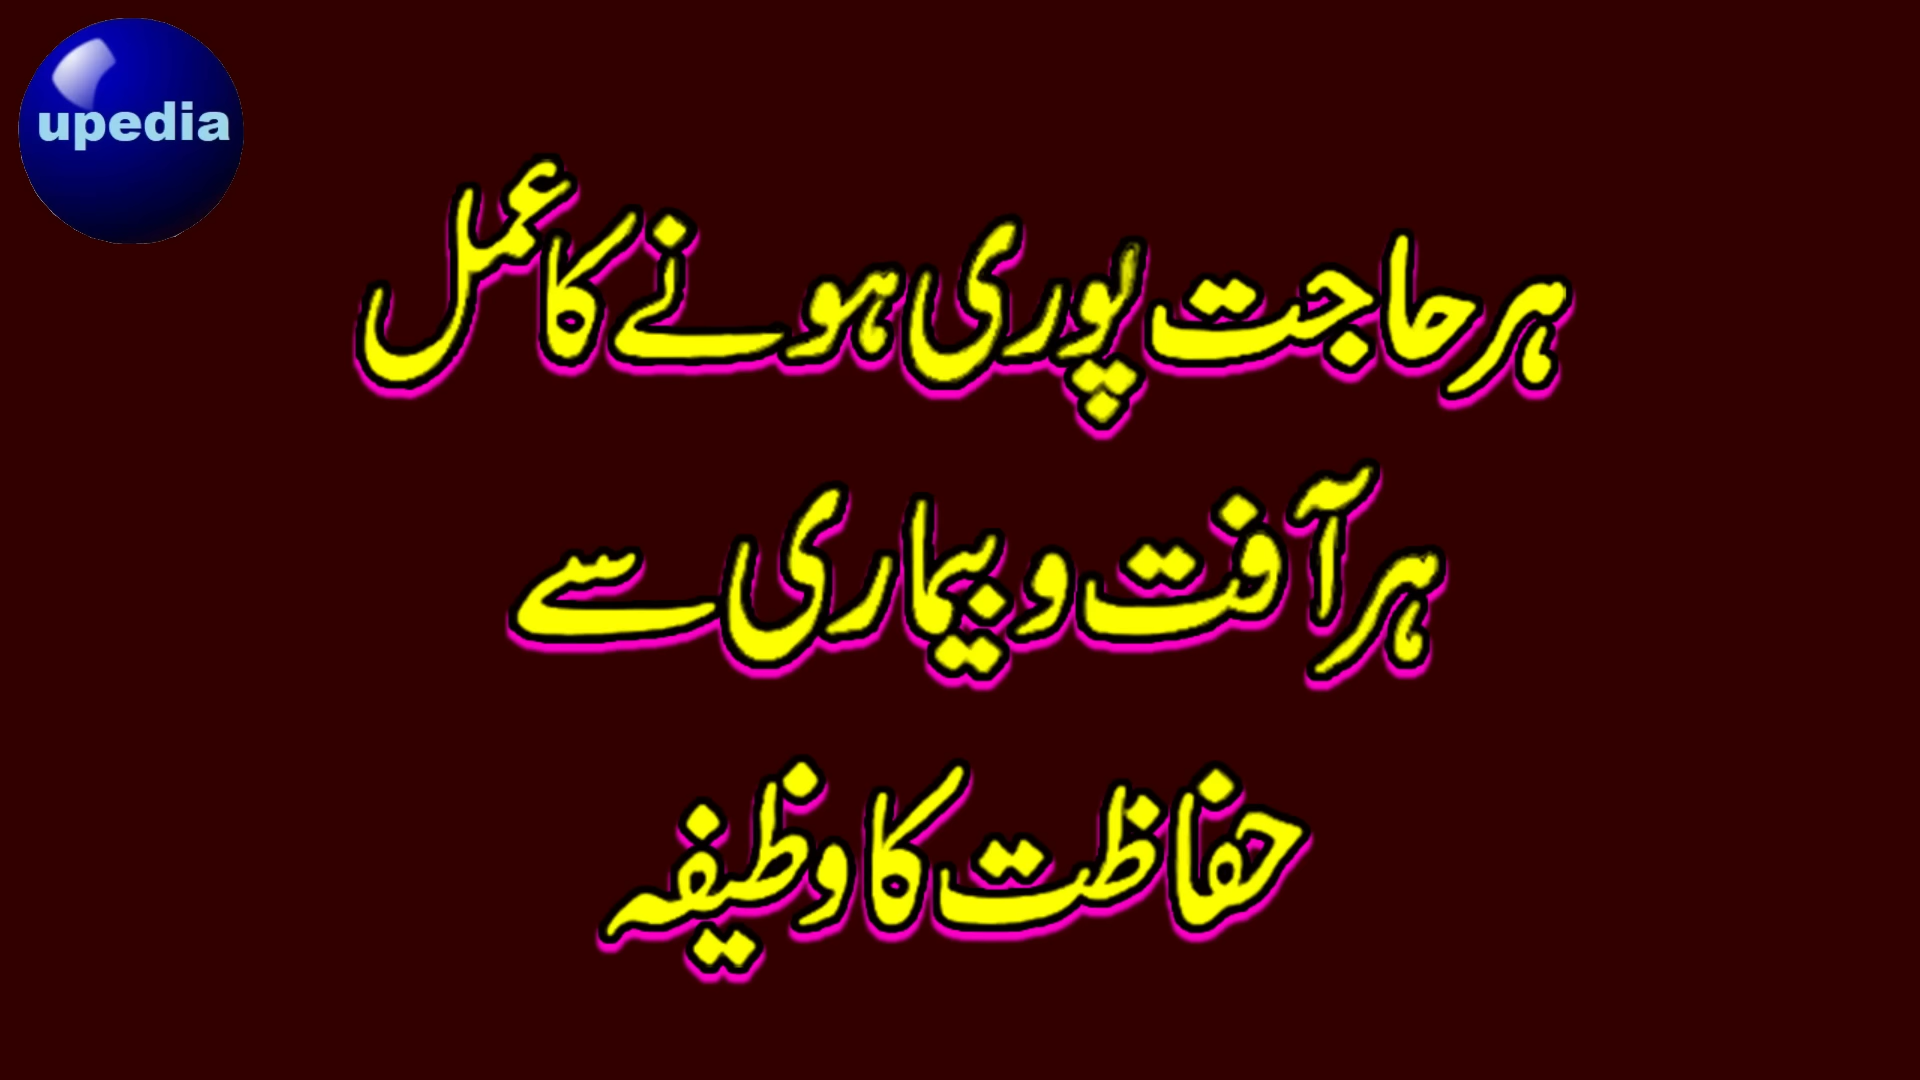 upedia
ہر حاجت پوری ہونے کا عمل
ہر آفت و بیماری سے
حفاظت کا وظیفہ